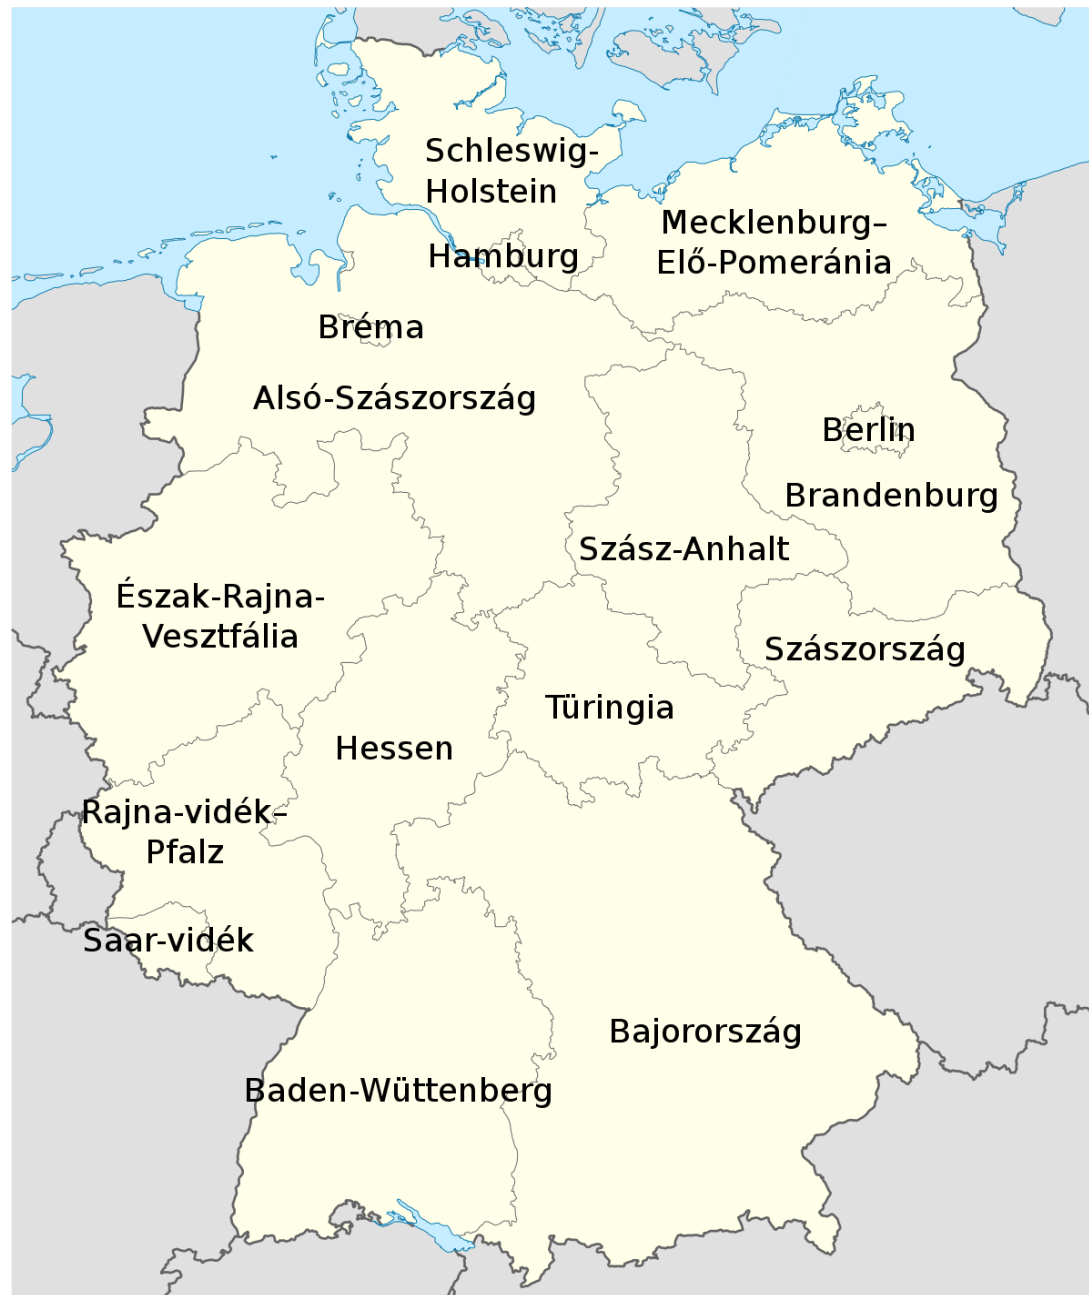 Schleswig-
Holstein
Mecklenburg–
Elő-Pomeránia
Hamburg
Bréma
Alsó-Szászország
Berlin
Brandenburg
Szász-Anhalt
Észak-Rajna-
Vesztfália
Szászország
Türingia
Hessen
Rajna-vidék–
Pfalz
Saar-vidék
Bajorország
Baden-Wüttenberg